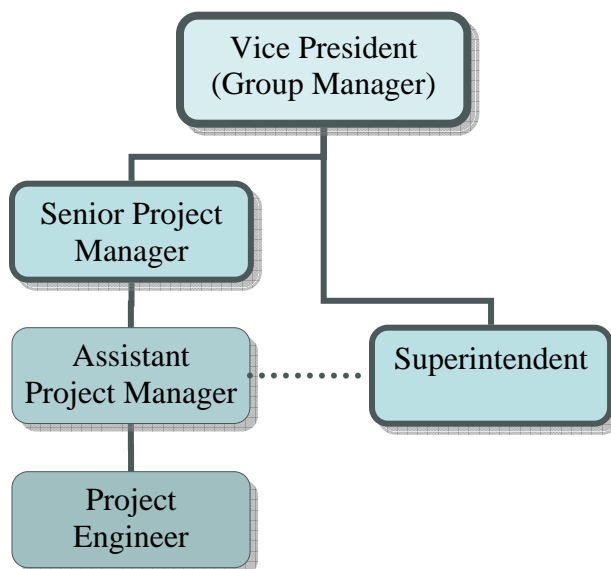 Vice President
(Group Manager)
Senior Project
Manager
Assistant
Project Manager
Superintendent
Project
Engineer